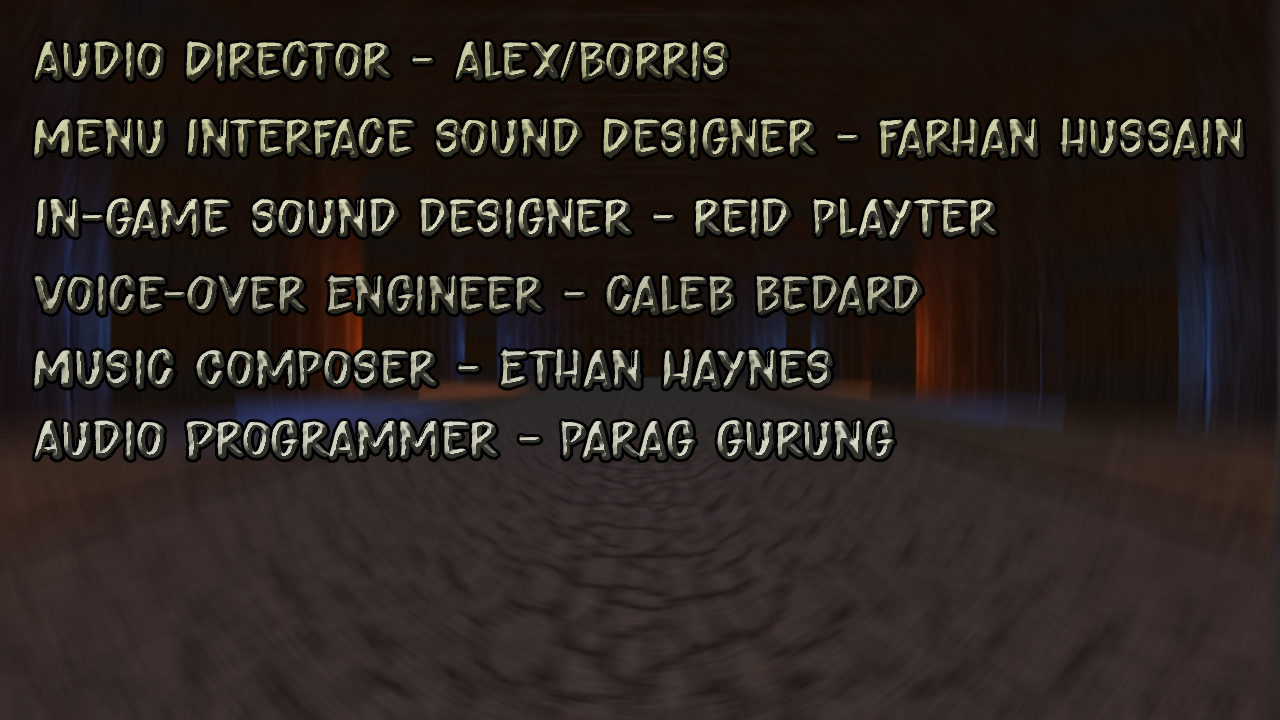 AUDIO DIRECTOR - ALEX/BORRIS
MENU INTERFACE SOUND DESIGNER - FARHAN HUSSAIN
IN-GAME SOUND DESIGNER - REID PLAYTER
VOICE-OVER ENGINEER - CALEB BEDARD
MUSIC COMPOSER - ETHAN HAYNES
AUDIO PROGRAMMER - PARAG GURUNG